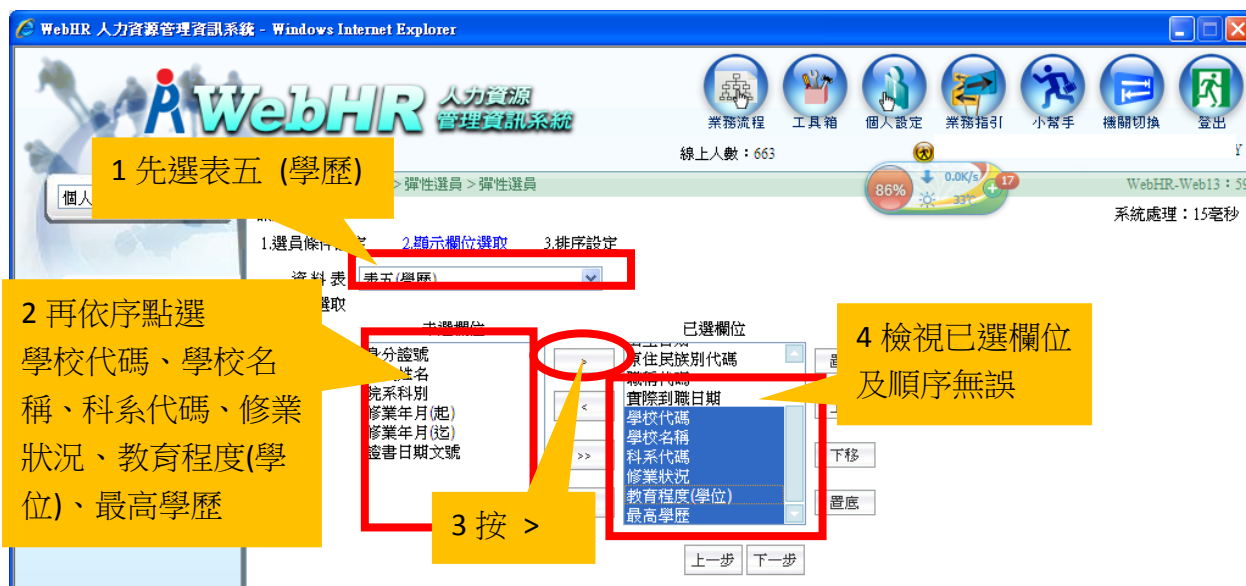 WebHR 人力資源管理資訊系統 - Windows Internet Explorer
WebHR 人力資源
管理資訊系統
業務流程 工具箱 個人設定 業務指引 小幫手 機關切換 登出
線上人數：663
1 先選表五 (學歷)
個人
> 彈性選員 > 彈性選員
86%
0.0K/s
33℃
17
WebHR-Web13：59
系統處理：15毫秒
1.選員條件設定 2.顯示欄位選取 3.排序設定
資 料 表 表五(學歷)
選取
2 再依序點選
學校代碼、學校名
稱、科系代碼、修業
狀況、教育程度(學
位)、最高學歷
未選欄位
身分證號
姓名
院系科別
修業年月(起)
修業年月(迄)
證書日期文號
>
<
>>
3 按 >
已選欄位
原住民族別代碼
職稱代碼
實際到職日期
學校代碼
學校名稱
科系代碼
修業狀況
教育程度(學位)
最高學歷
4 檢視已選欄位
及順序無誤
下移
置底
上一步 下一步